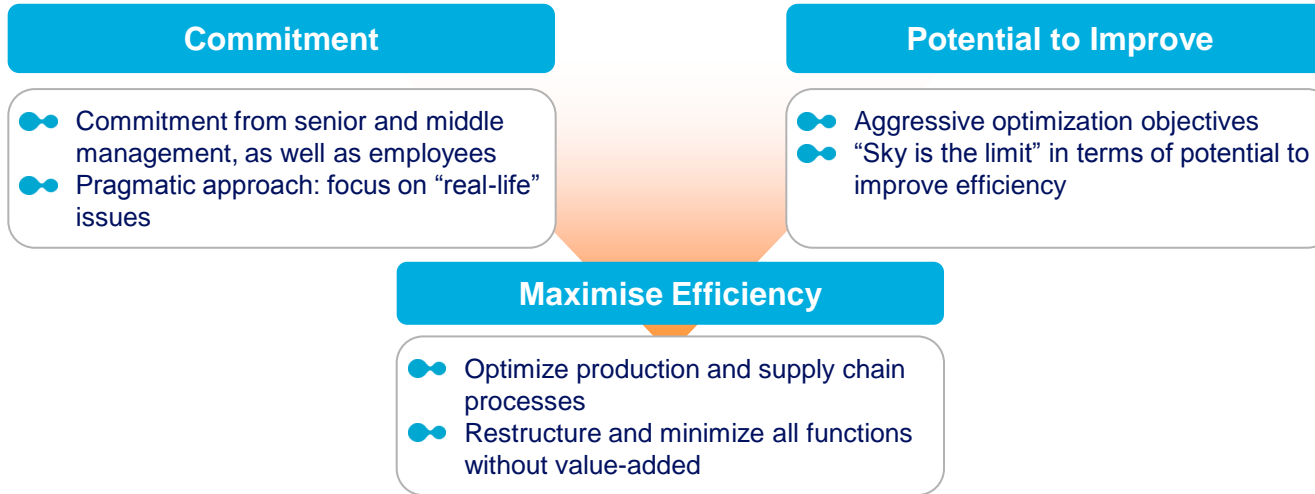 Commitment
Commitment from senior and middle
management, as well as employees
Pragmatic approach: focus on “real-life”
issues
Potential to Improve
Aggressive optimization objectives
“Sky is the limit” in terms of potential to
improve efficiency
Maximise Efficiency
Optimize production and supply chain
processes
Restructure and minimize all functions
without value-added